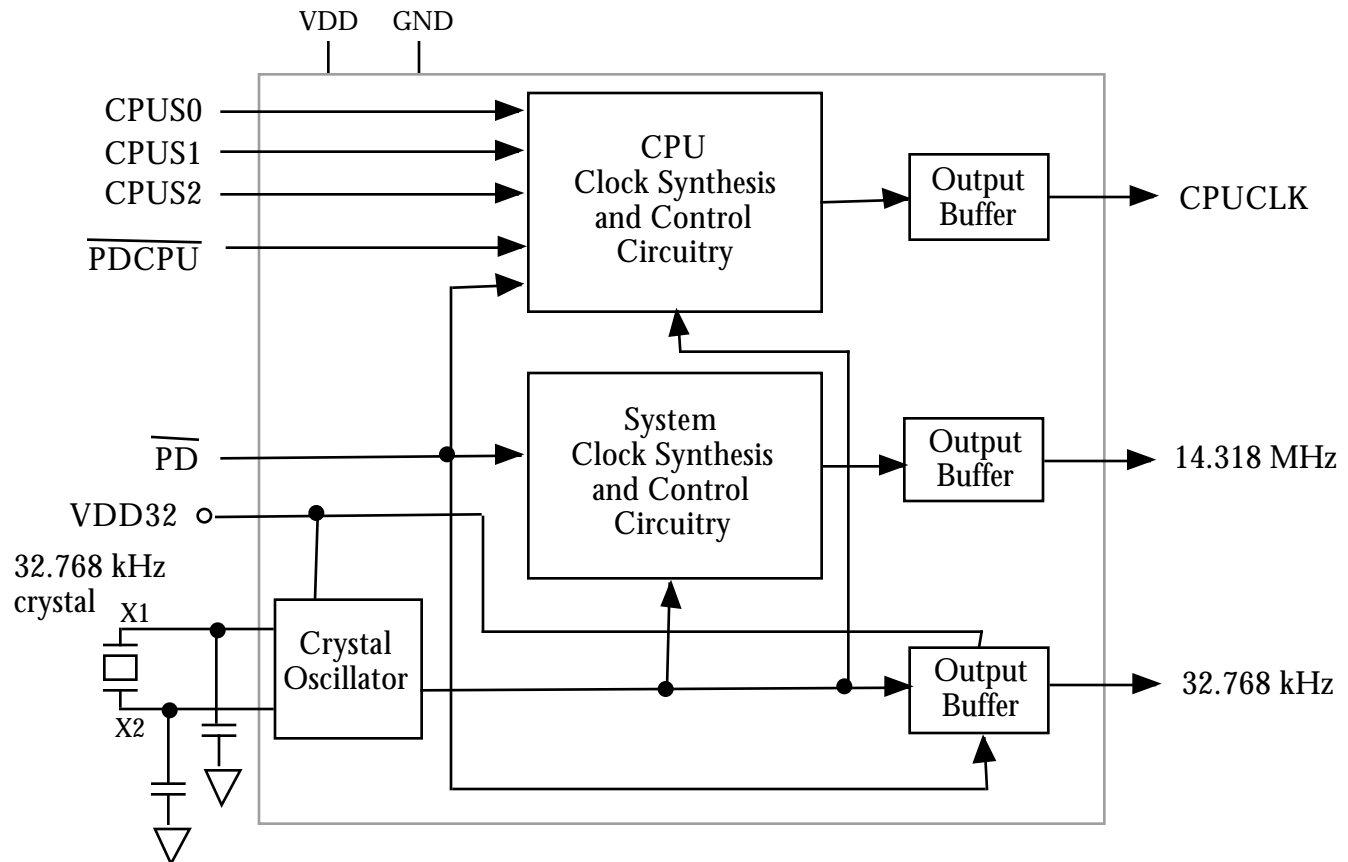 VDD GND
CPUS0
CPUS1
CPUS2
PDCPU
CPU
Clock Synthesis
and Control
Circuitry
Output
Buffer
CPUCLK
PD
System
Clock Synthesis
and Control
Circuitry
Output
Buffer
14.318 MHz
VDD32
32.768 kHz
crystal
X1
X2
Crystal
Oscillator
Output
Buffer
32.768 kHz